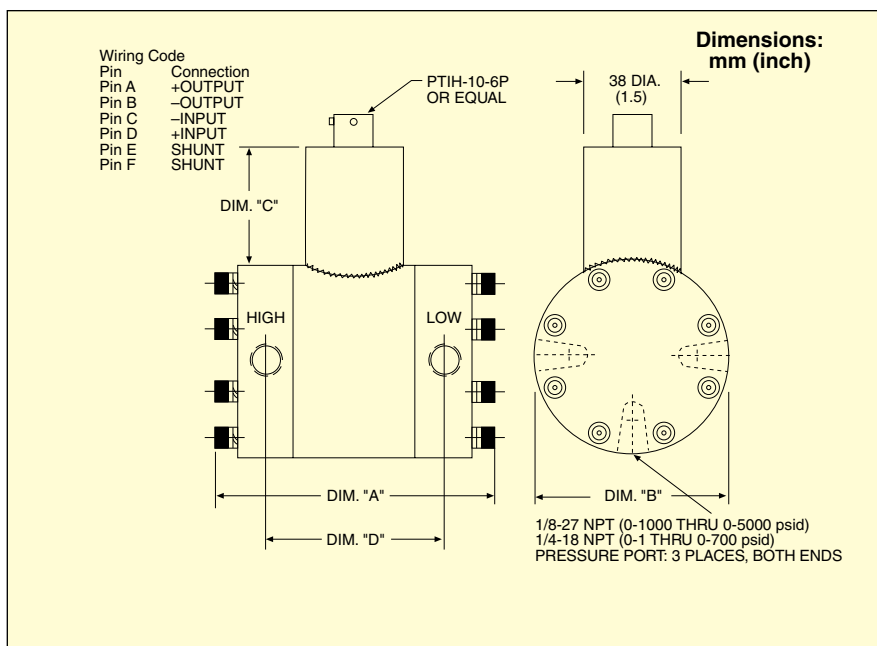 Dimensions:
mm (inch)
Wiring Code
Pin Connection
Pin A +OUTPUT
Pin B –OUTPUT
Pin C –INPUT
Pin D +INPUT
Pin E SHUNT
Pin F SHUNT
PTIH-10-6P
OR EQUAL
38 DIA.
(1.5)
DIM. "C"
HIGH
LOW
DIM. "A"
DIM. "B"
DIM. "D"
1/8-27 NPT (0-1000 THRU 0-5000 psid)
1/4-18 NPT (0-1 THRU 0-700 psid)
PRESSURE PORT: 3 PLACES, BOTH ENDS